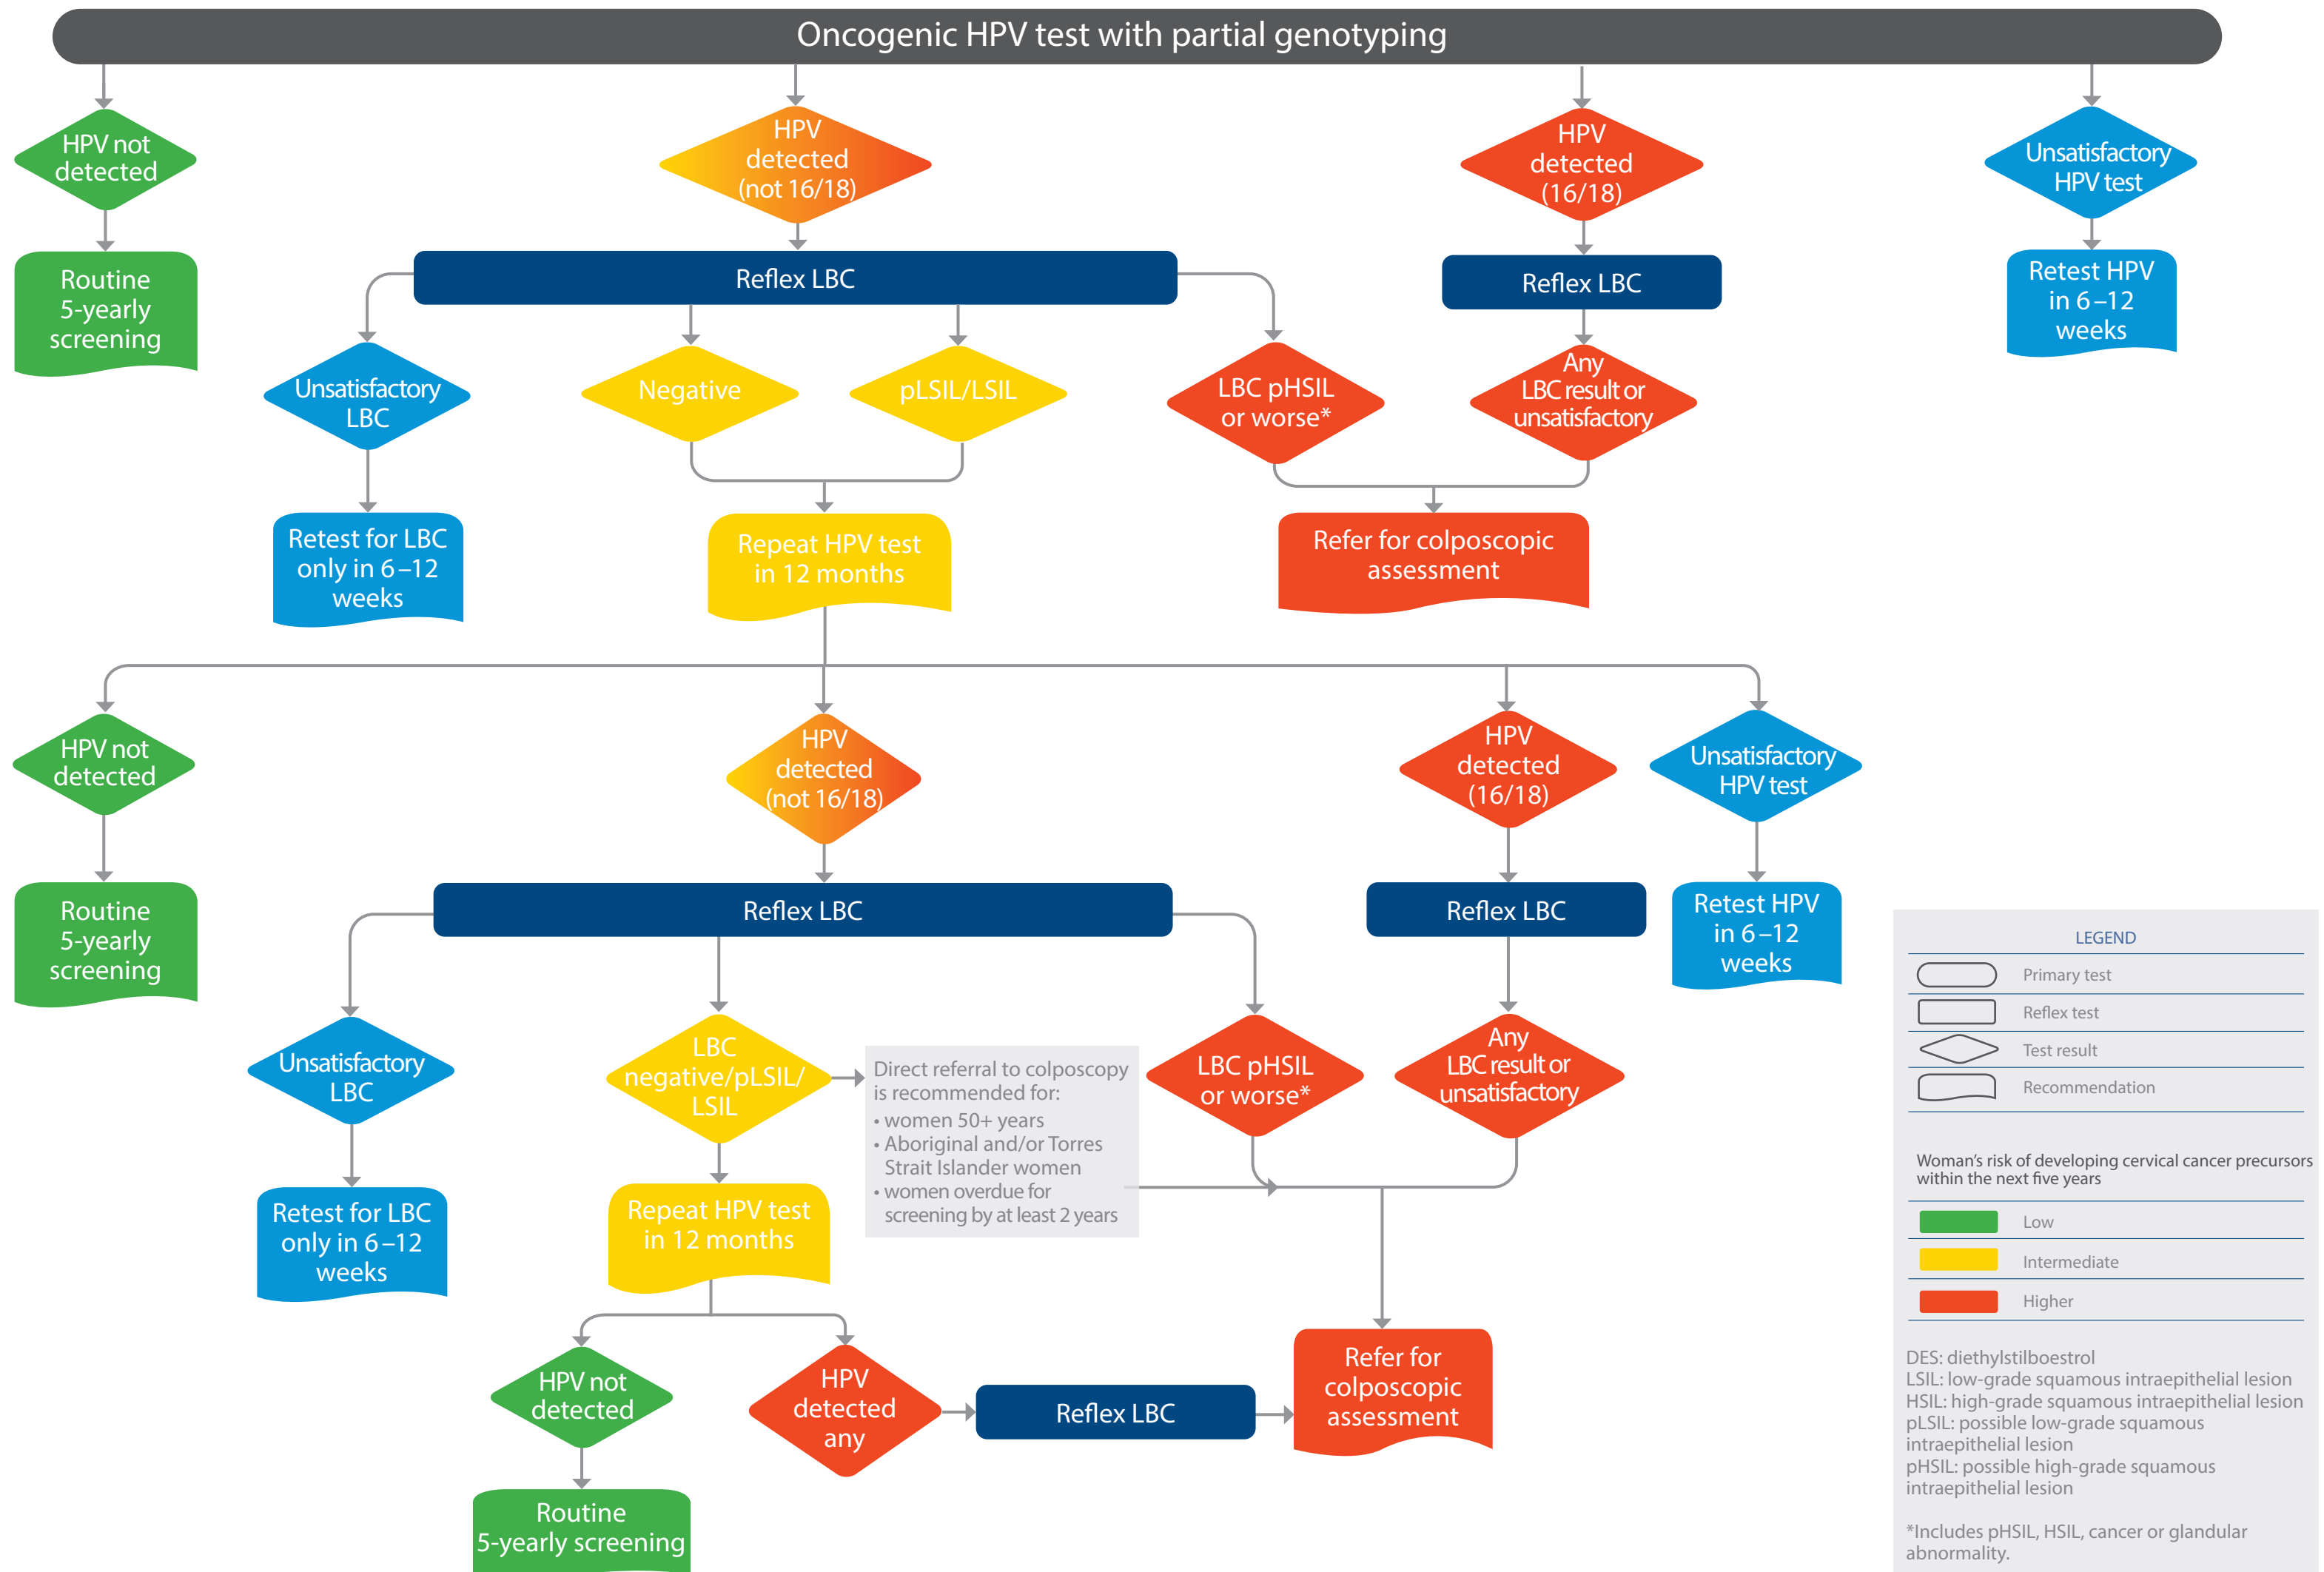 Oncogenic HPV test with partial genotyping
HPV not
detected
HPV
detected
(not 16/18)
HPV
detected
(16/18)
Unsatisfactory
HPV test
Routine
5-yearly
screening
Reflex LBC
Reflex LBC
Retest HPV
in 6–12
weeks
Unsatisfactory
LBC
Negative
pLSIL/LSIL
LBC pHSIL
or worse*
Any
LBC result or
unsatisfactory
Retest for LBC
only in 6–12
weeks
Repeat HPV test
in 12 months
Refer for colposcopic
assessment
HPV not
detected
HPV
detected
(not 16/18)
HPV
detected
(16/18)
Unsatisfactory
HPV test
Routine
5-yearly
screening
Reflex LBC
Reflex LBC
Retest HPV
in 6–12
weeks
Unsatisfactory
LBC
LBC
negative/pLSIL/
LSIL
Direct referral to colposcopy
is recommended for:
• women 50+ years
• Aboriginal and/or Torres
Strait Islander women
• women overdue for
screening by at least 2 years
LBC pHSIL
or worse*
Any
LBC result or
unsatisfactory
Retest for LBC
only in 6–12
weeks
Repeat HPV test
in 12 months
HPV not
detected
HPV
detected
any
Reflex LBC
Refer for
colposcopic
assessment
Routine
5-yearly screening
LEGEND
Primary test
Reflex test
Test result
Recommendation
Woman's risk of developing cervical cancer precursors
within the next five years
Low
Intermediate
Higher
DES: diethylstilboestrol
LSIL: low-grade squamous intraepithelial lesion
HSIL: high-grade squamous intraepithelial lesion
pLSIL: possible low-grade squamous
intraepithelial lesion
pHSIL: possible high-grade squamous
intraepithelial lesion
*Includes pHSIL, HSIL, cancer or glandular
abnormality.